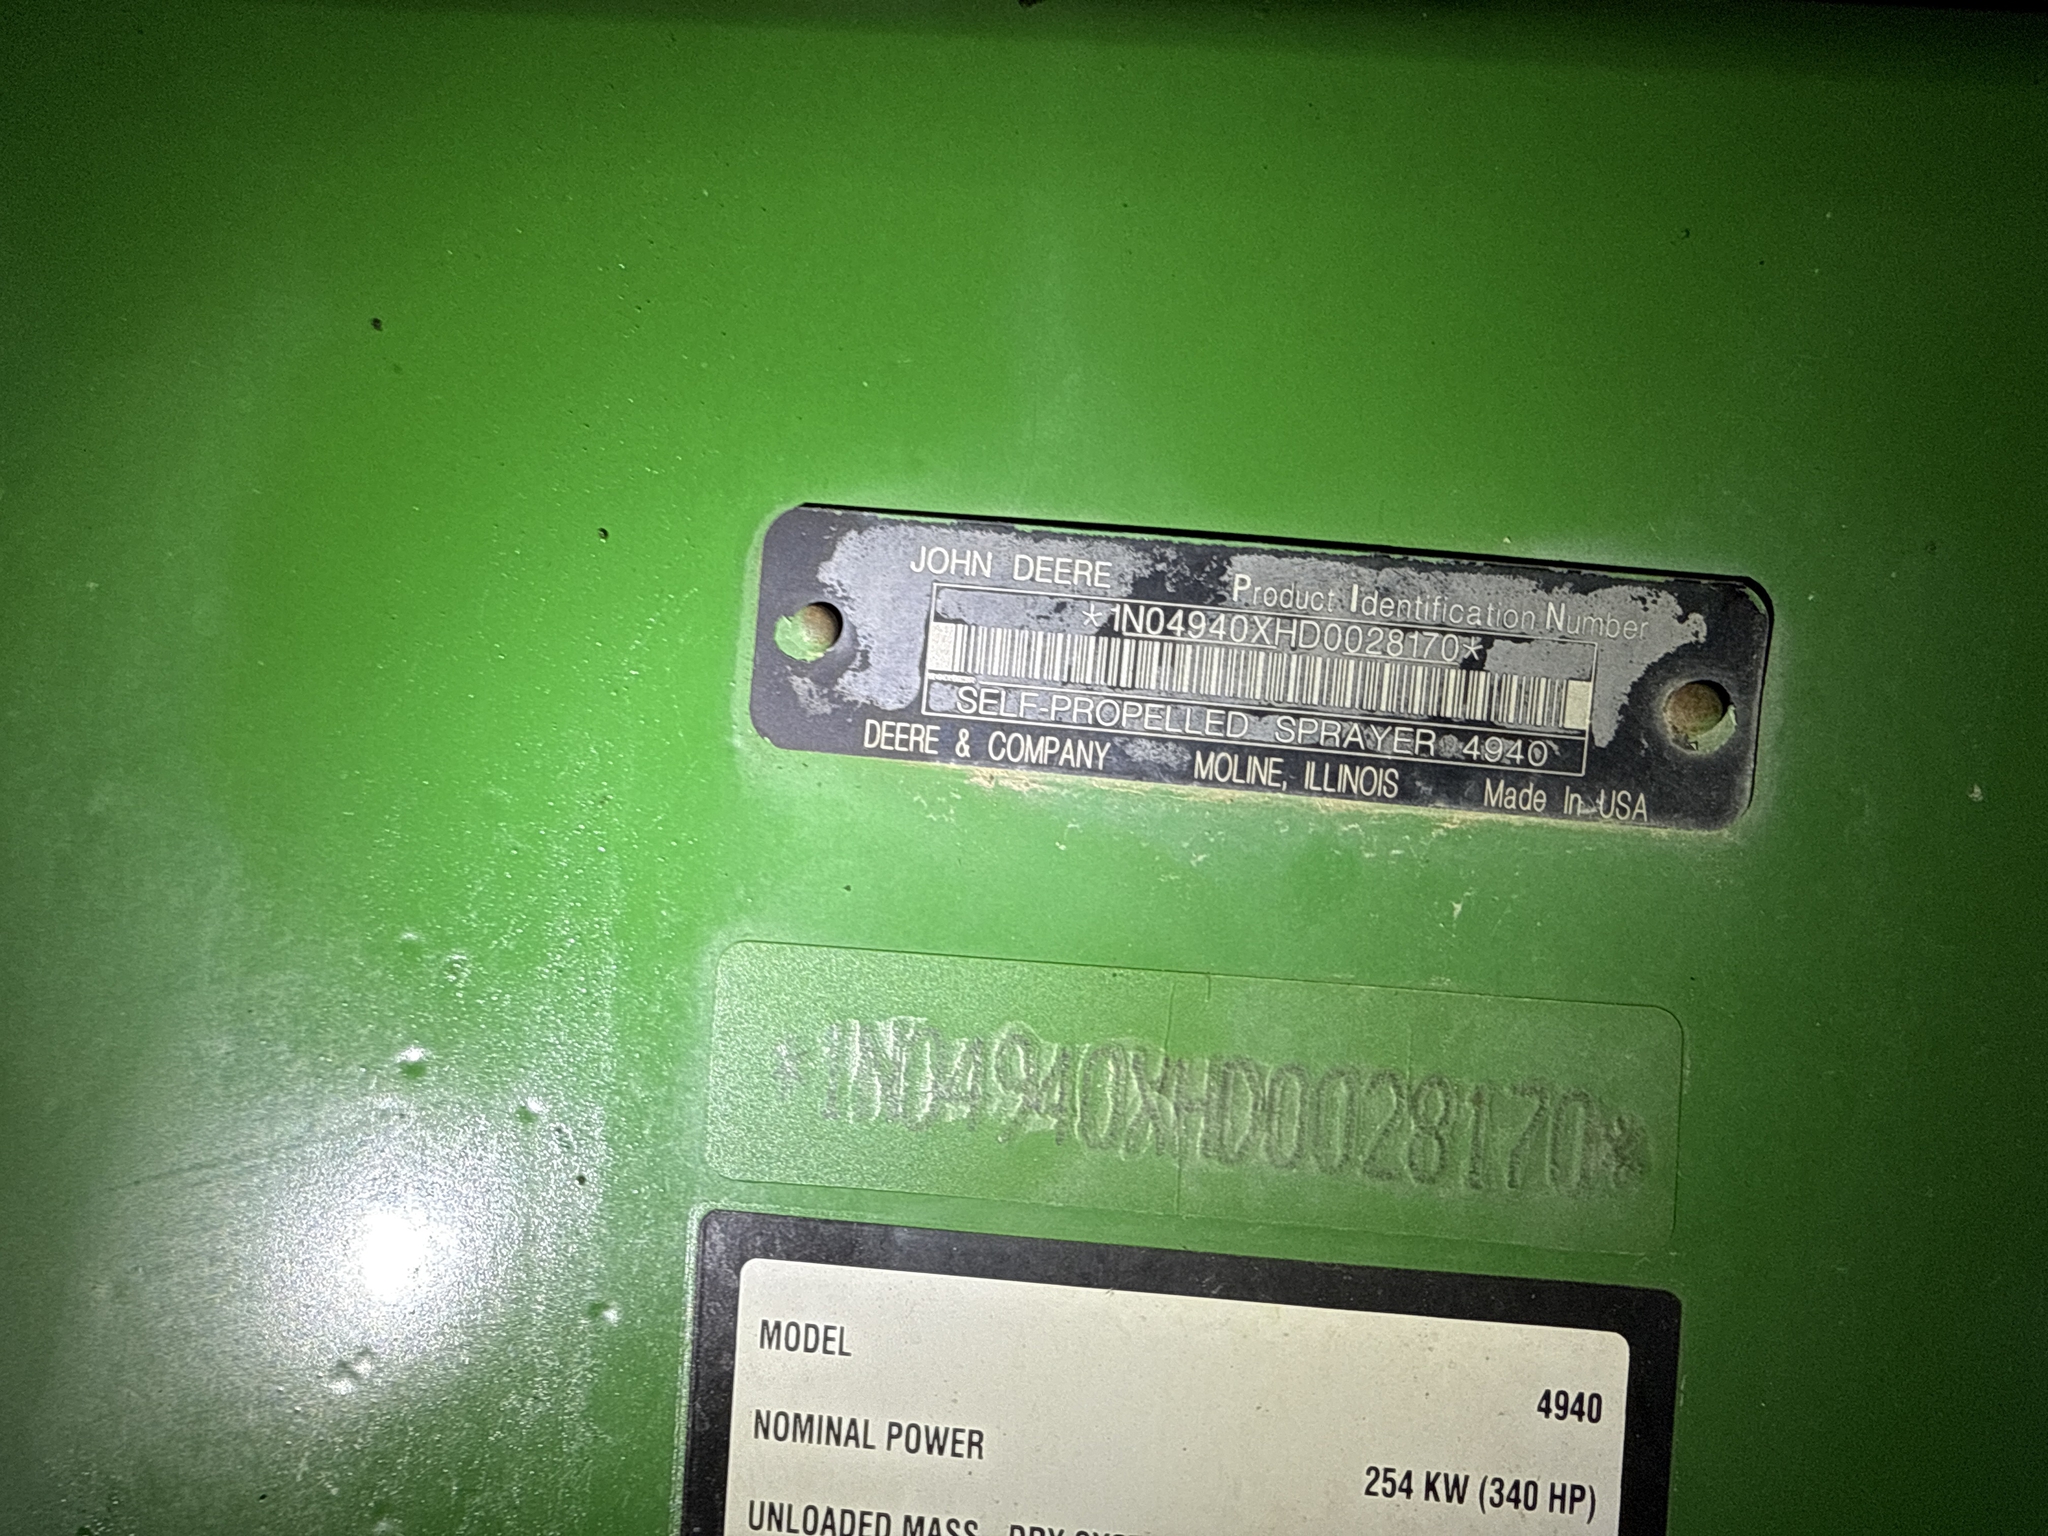 JOHN DEERE
Product Identification Number
*1N04940XHD0028170*
SELF-PROPELLED SPRAYER 4940
DEERE & COMPANY MOLINE, ILLINOIS Made In USA
*1N04940XHD0028170*
MODEL
4940
NOMINAL POWER
254 KW (340 HP)
UNLOADED MASS - DRY